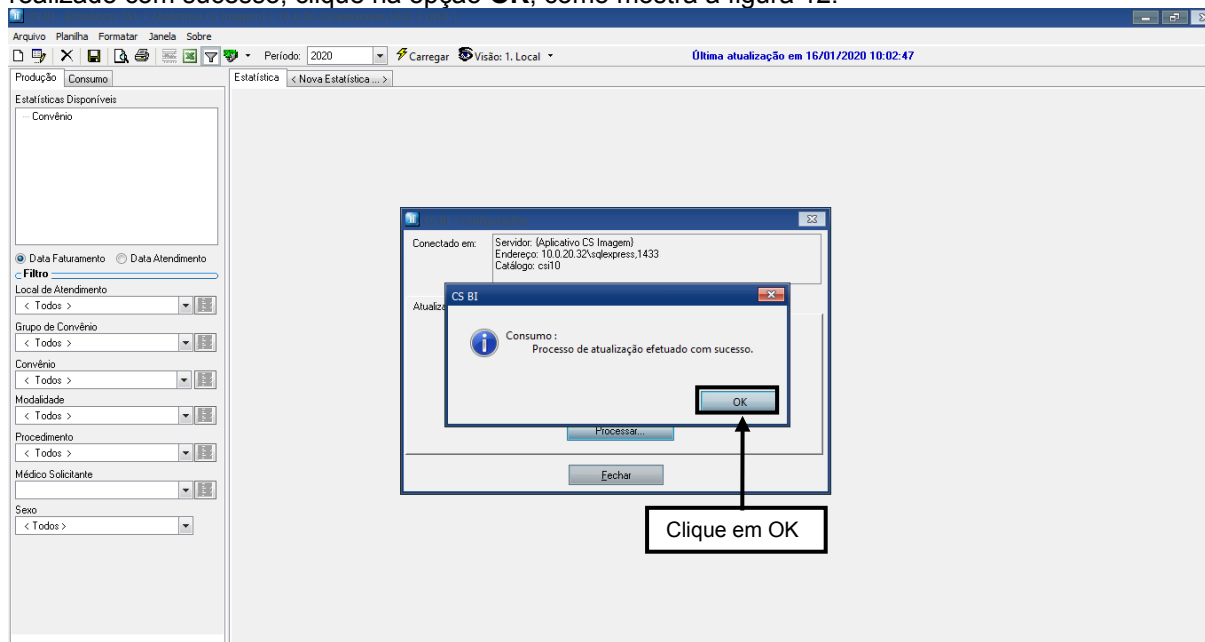 realizado com sucesso, clique na opção OK, como mostra a figura 12.
Arquivo Planilha Formatar Janela Sobre
Período: 2020 Carregar Visão: 1. Local Última atualização em 16/01/2020 10:02:47
Produção Consumo Estatística < Nova Estatística ... >
Estatísticas Disponíveis
Convênio
Data Faturamento Data Atendimento
Filtro
Local de Atendimento
< Todos >
Grupo de Convênio
< Todos >
Convênio
< Todos >
Modalidade
< Todos >
Procedimento
< Todos >
Médico Solicitante
Sexo
< Todos >
Conectado em: Servidor: (Aplicativo CS Imagem)
Endereço: 10.0.20.32\sqlexpress,1433
Catálogo: csi10
CS BI
Consumo :
Processo de atualização efetuado com sucesso.
OK
Processar...
Fechar
Clique em OK